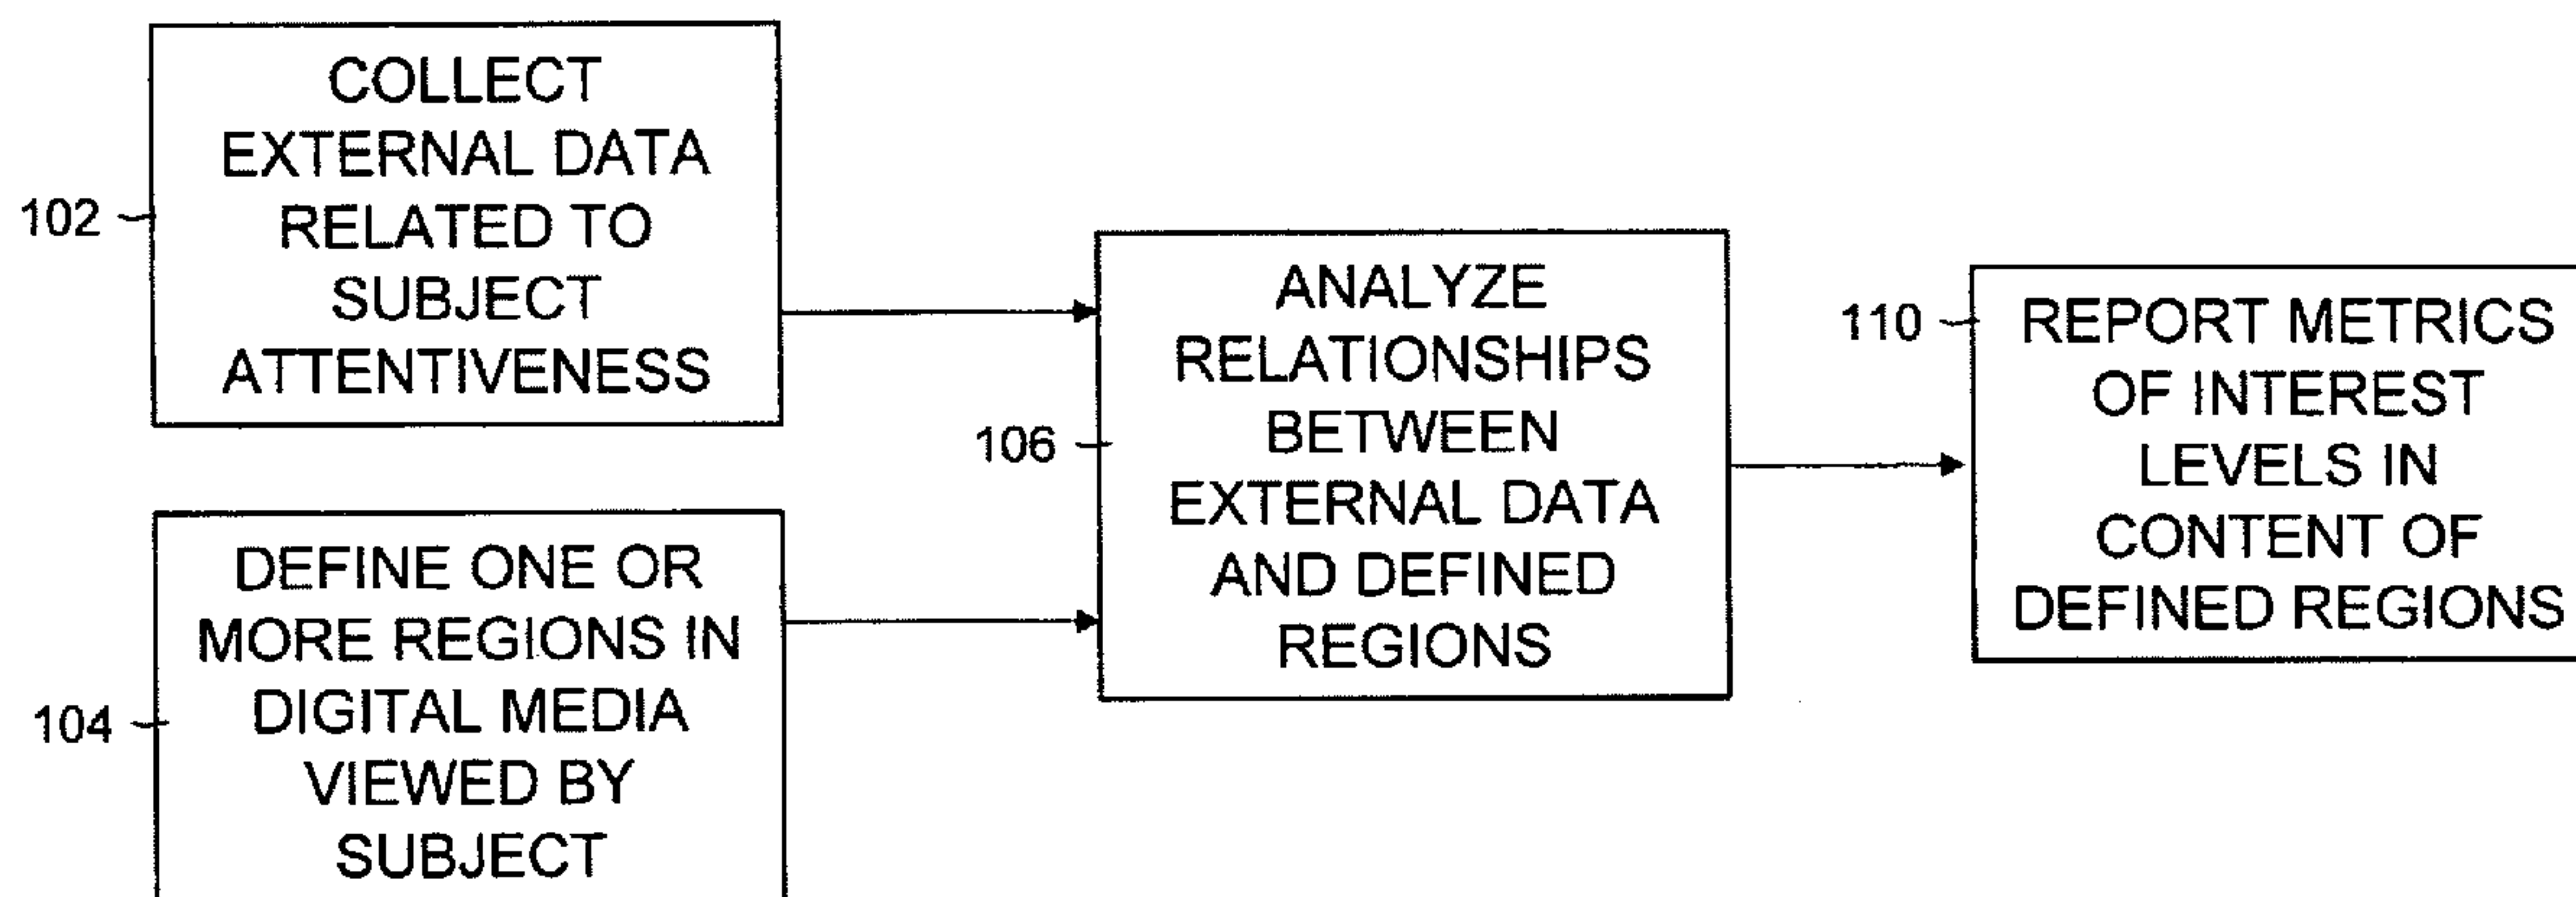 102
COLLECT
EXTERNAL DATA
RELATED TO
SUBJECT
ATTENTIVENESS
104
DEFINE ONE OR
MORE REGIONS IN
DIGITAL MEDIA
VIEWED BY
SUBJECT
106
ANALYZE
RELATIONSHIPS
BETWEEN
EXTERNAL DATA
AND DEFINED
REGIONS
110
REPORT METRICS
OF INTEREST
LEVELS IN
CONTENT OF
DEFINED REGIONS